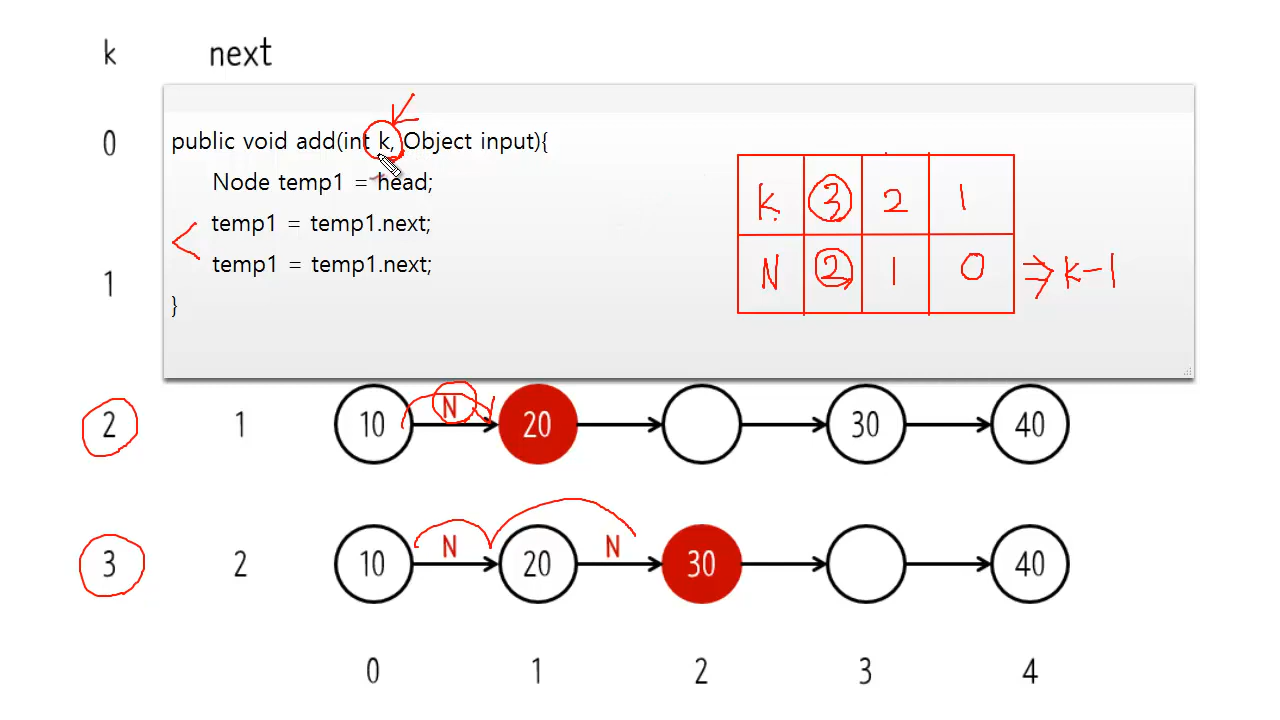 k next
0
public void add(int k, Object input){
Node temp1 = head;
temp1 = temp1.next;
temp1 = temp1.next;
}
1
k 3 2 1
N 2 1 0 ⇒ k-1
2 1 10 N 20 30 40
3 2 10 N 20 N 30 40
0 1 2 3 4